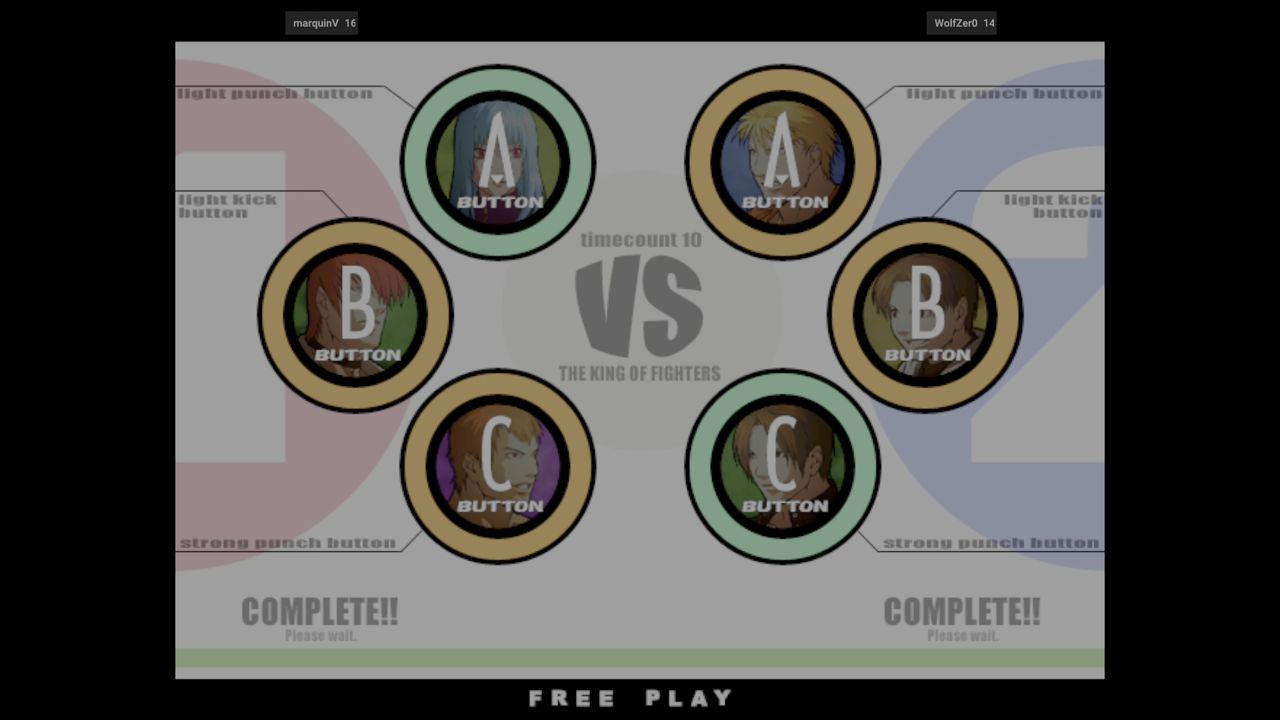 marquinV 16
WolfZer0 14
light punch button
light punch button
A
BUTTON
A
BUTTON
light kick
button
light kick
button
timecount 10
VS
THE KING OF FIGHTERS
B
BUTTON
B
BUTTON
C
BUTTON
C
BUTTON
strong punch button
strong punch button
COMPLETE!!
Please wait.
COMPLETE!!
Please wait.
FREE PLAY
1
2